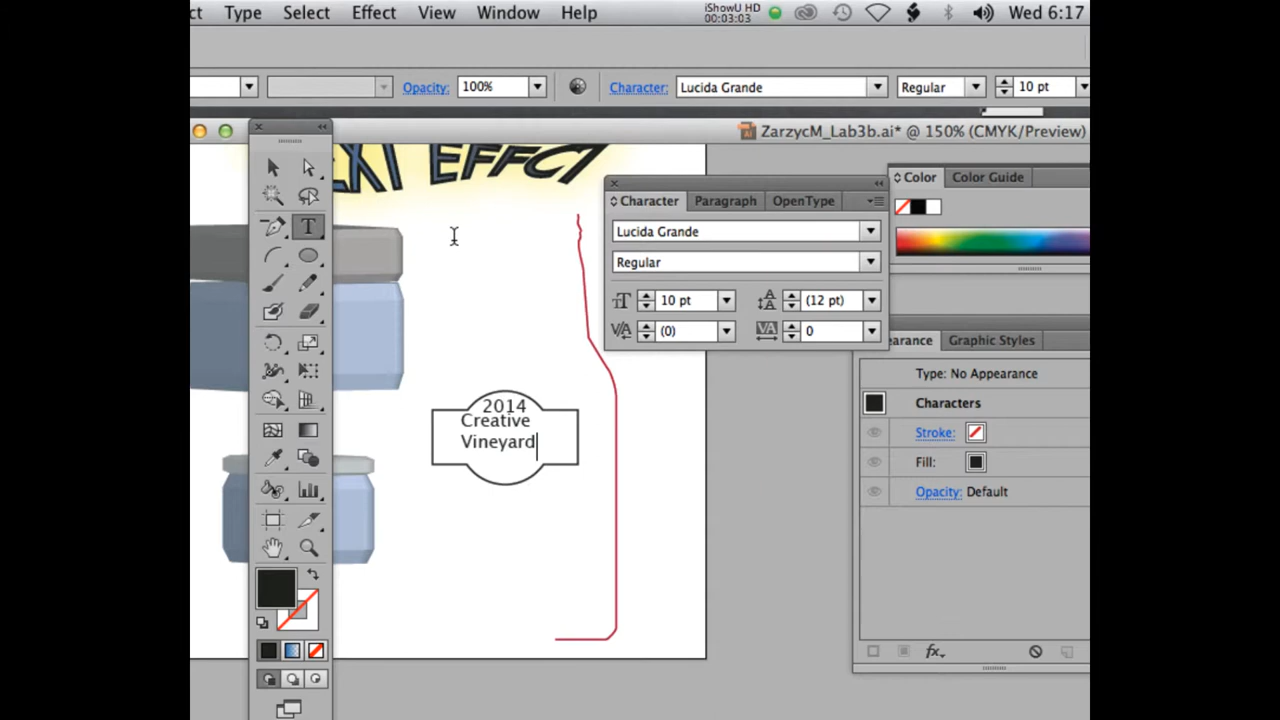 Type Select Effect View Window Help iShowU HD 00:03:03 Wed 6:17
Opacity: 100% Character: Lucida Grande Regular 10 pt
ZarzycM_Lab3b.ai* @ 150% (CMYK/Preview)
EFFCT
Color Color Guide
Character Paragraph OpenType
Lucida Grande
Regular
10 pt (12 pt)
(0) 0
Graphic Styles
Type: No Appearance
Characters
Stroke:
Fill:
Opacity: Default
fx
2014
Creative
Vineyard